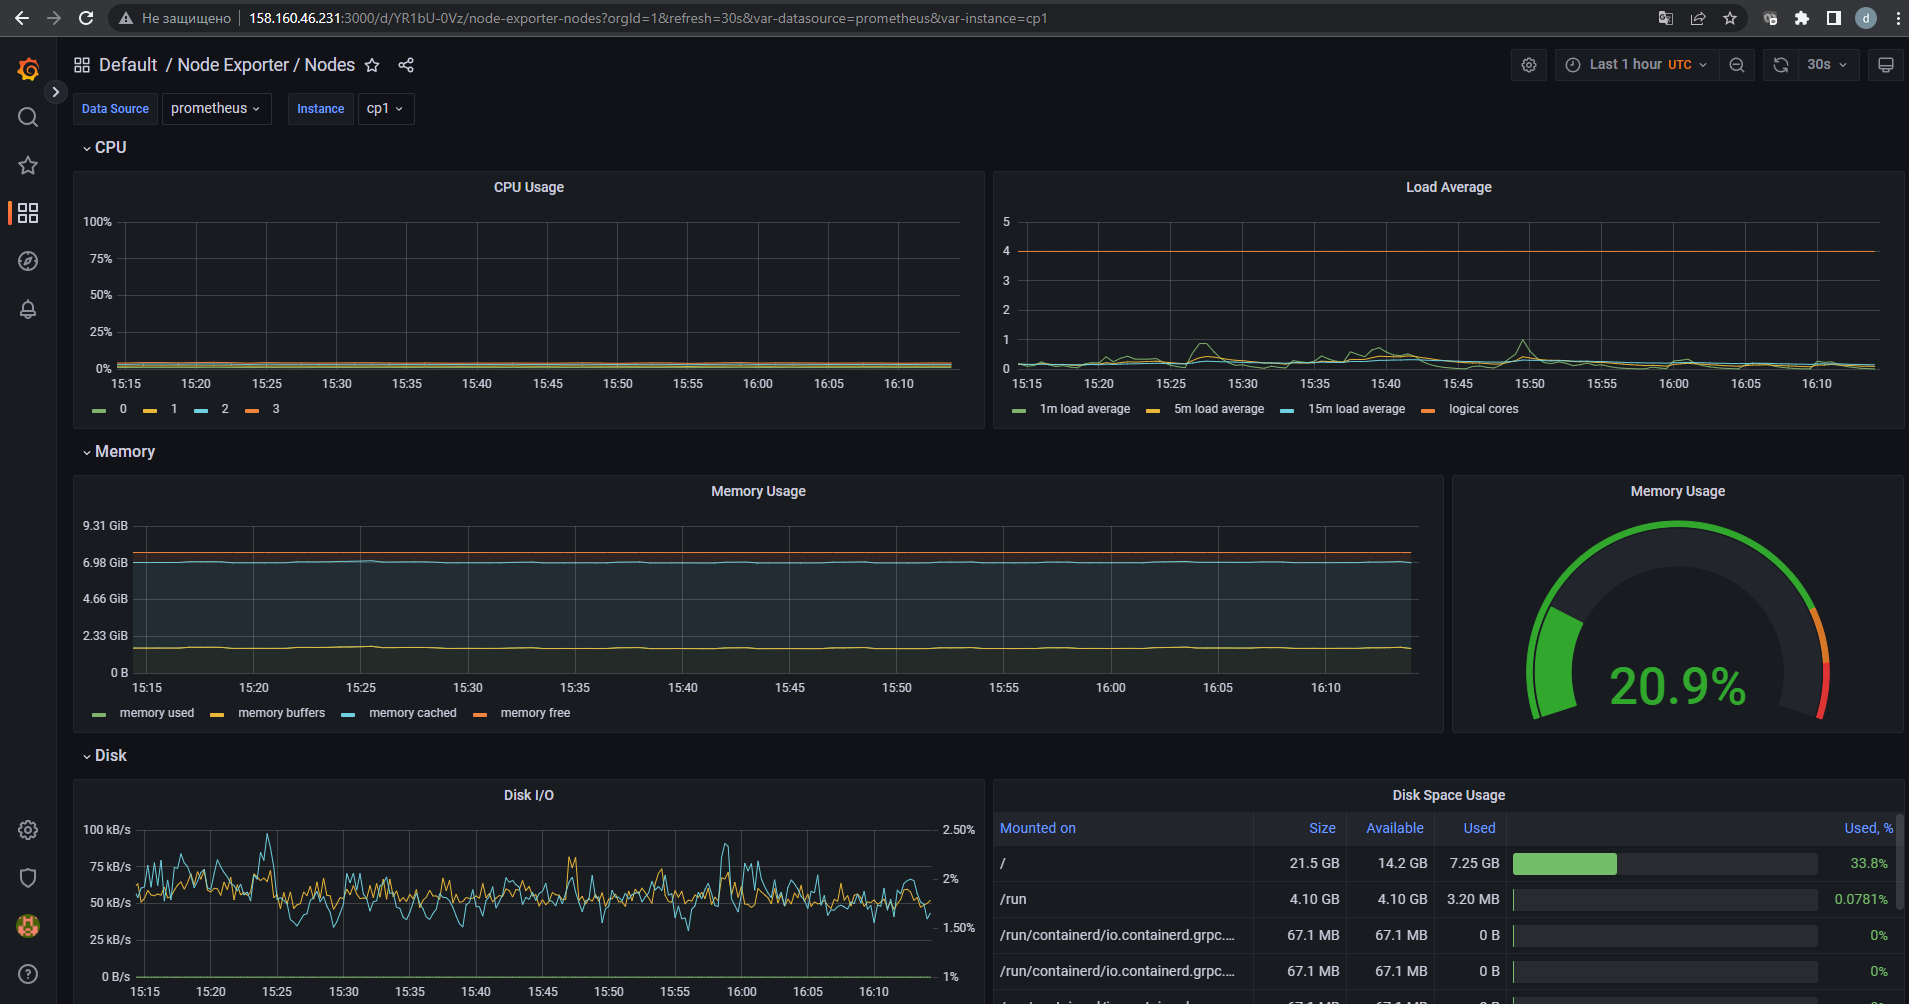 Не защищено 158.160.46.231:3000/d/YR1bU-0Vz/node-exporter-nodes?orgId=1&refresh=30s&var-datasource=prometheus&var-instance=cp1
d
Default / Node Exporter / Nodes
Last 1 hour UTC
30s
Data Source prometheus Instance cp1
CPU
CPU Usage
100%
75%
50%
25%
0%
15:15 15:20 15:25 15:30 15:35 15:40 15:45 15:50 15:55 16:00 16:05 16:10
0 1 2 3
Load Average
5
4
3
2
1
0
15:15 15:20 15:25 15:30 15:35 15:40 15:45 15:50 15:55 16:00 16:05 16:10
1m load average 5m load average 15m load average logical cores
Memory
Memory Usage
9.31 GiB
6.98 GiB
4.66 GiB
2.33 GiB
0 B
15:15 15:20 15:25 15:30 15:35 15:40 15:45 15:50 15:55 16:00 16:05 16:10
memory used memory buffers memory cached memory free
Memory Usage
20.9%
Disk
Disk I/O
100 kB/s 2.50%
75 kB/s
2%
50 kB/s
1.50%
25 kB/s
0 B/s 1%
15:15 15:20 15:25 15:30 15:35 15:40 15:45 15:50 15:55 16:00 16:05 16:10
Disk Space Usage
Mounted on Size Available Used Used, %
/ 21.5 GB 14.2 GB 7.25 GB 33.8%
/run 4.10 GB 4.10 GB 3.20 MB 0.0781%
/run/containerd/io.containerd.grpc.... 67.1 MB 67.1 MB 0 B 0%
/run/containerd/io.containerd.grpc.... 67.1 MB 67.1 MB 0 B 0%